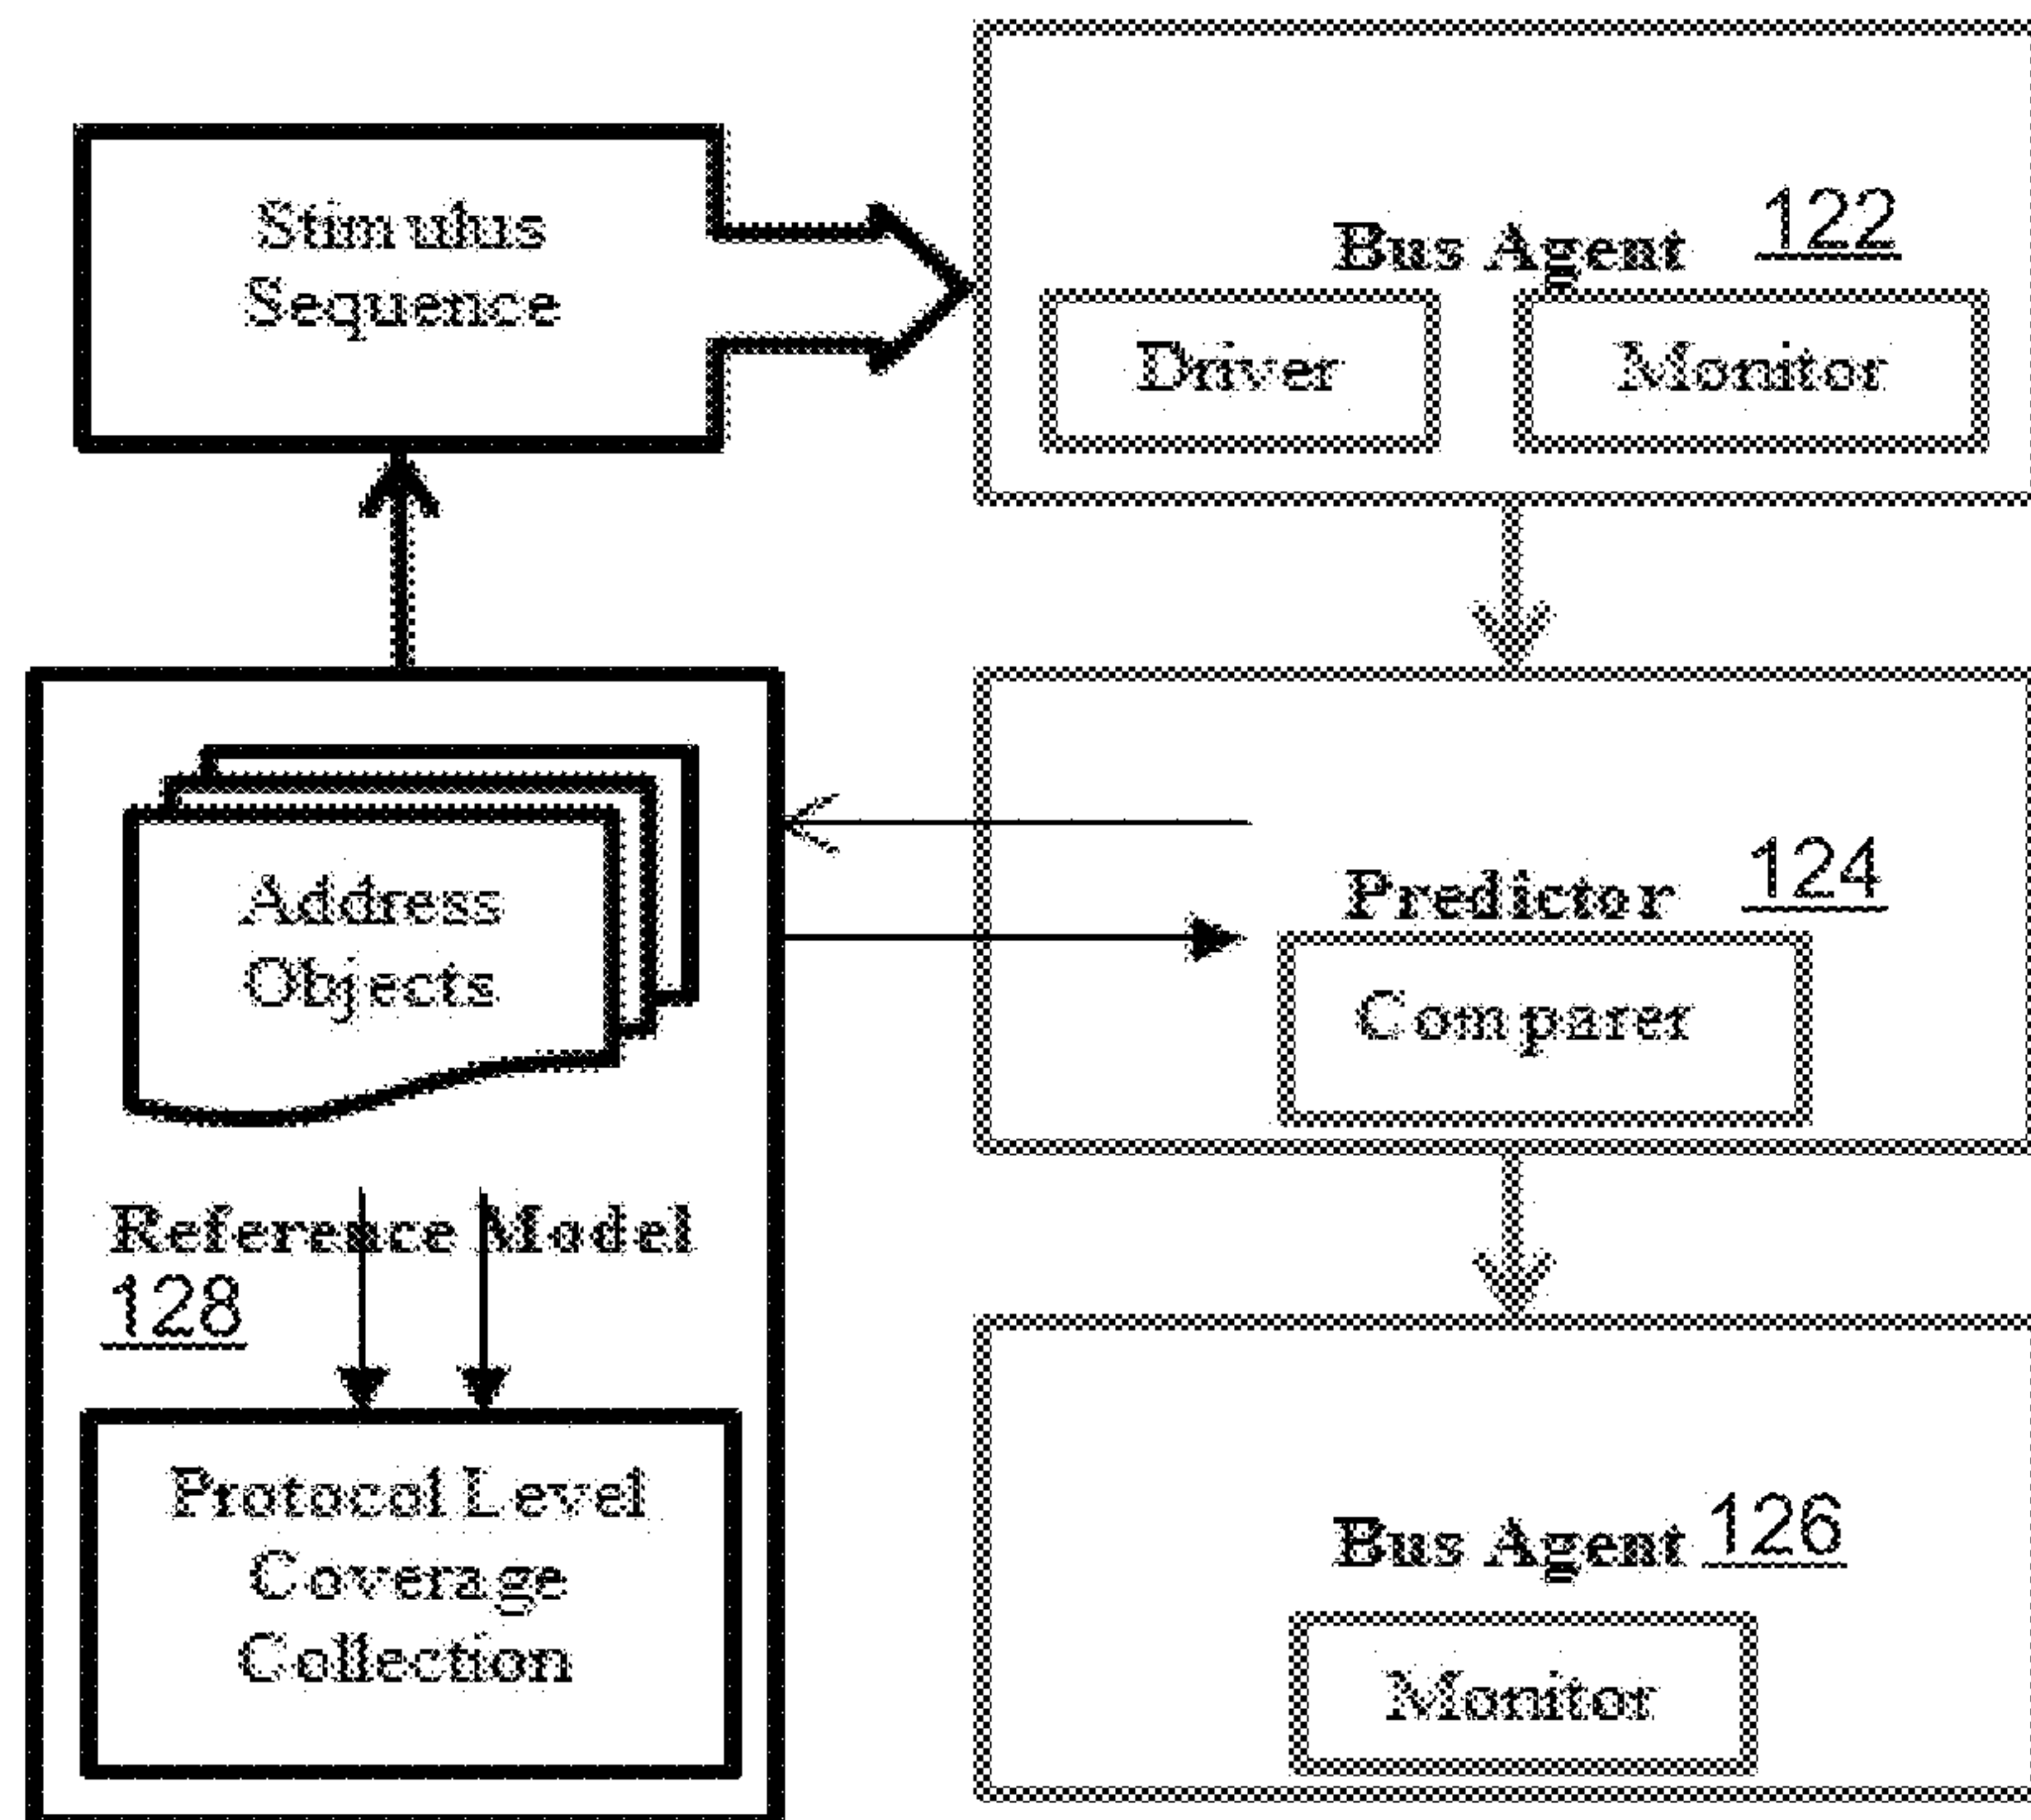 Stimulus
Sequence
Bus Agent 122
Driver
Monitor
Address
Objects
Predictor 124
Comparer
Reference Model
128
Protocol Level
Coverage
Collection
Bus Agent 126
Monitor